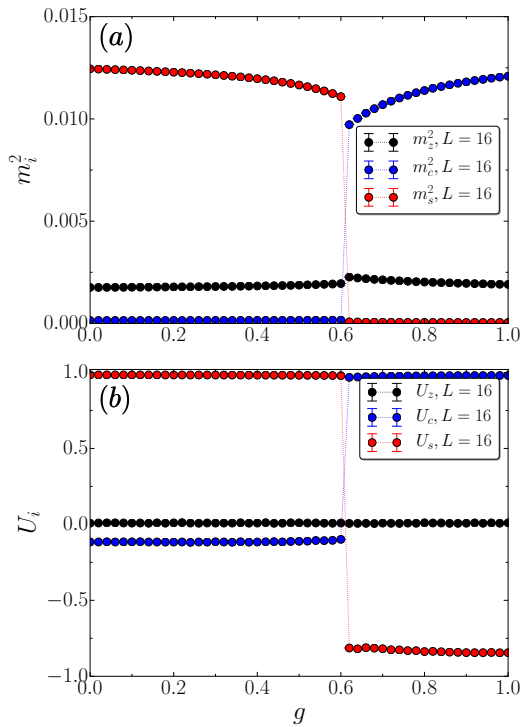 (a)
0.015
0.010
0.005
0.000
m_i^2
m_z^2, L = 16
m_c^2, L = 16
m_s^2, L = 16
0.0 0.2 0.4 0.6 0.8 1.0
(b)
1.0
0.5
0.0
−0.5
−1.0
U_i
U_z, L = 16
U_c, L = 16
U_s, L = 16
0.0 0.2 0.4 0.6 0.8 1.0
g